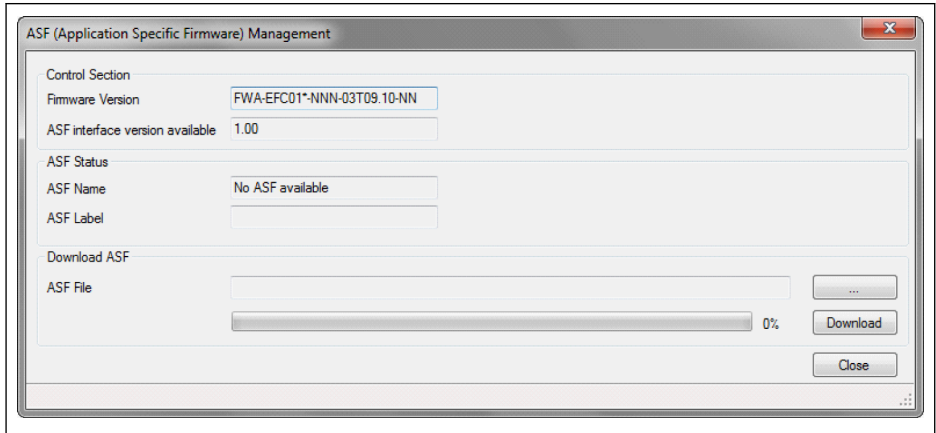 ASF (Application Specific Firmware) Management
Control Section
Firmware Version FWA-EFC01*-NNN-03T09.10-NN
ASF interface version available 1.00
ASF Status
ASF Name No ASF available
ASF Label
Download ASF
ASF File ...
0% Download
Close